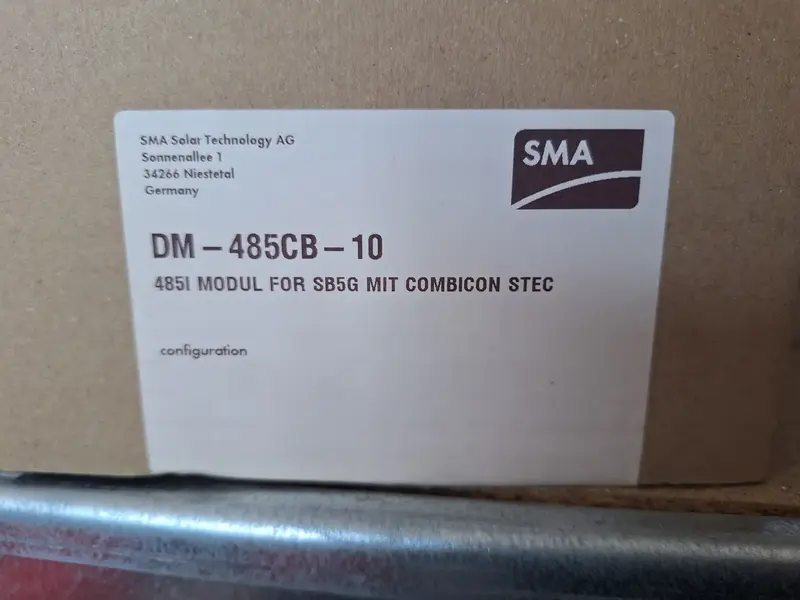 SMA Solar Technology AG
Sonnenallee 1
34266 Niestetal
Germany
SMA
DM-485CB-10
485I MODUL FOR SB5G MIT COMBICON STEC
configuration